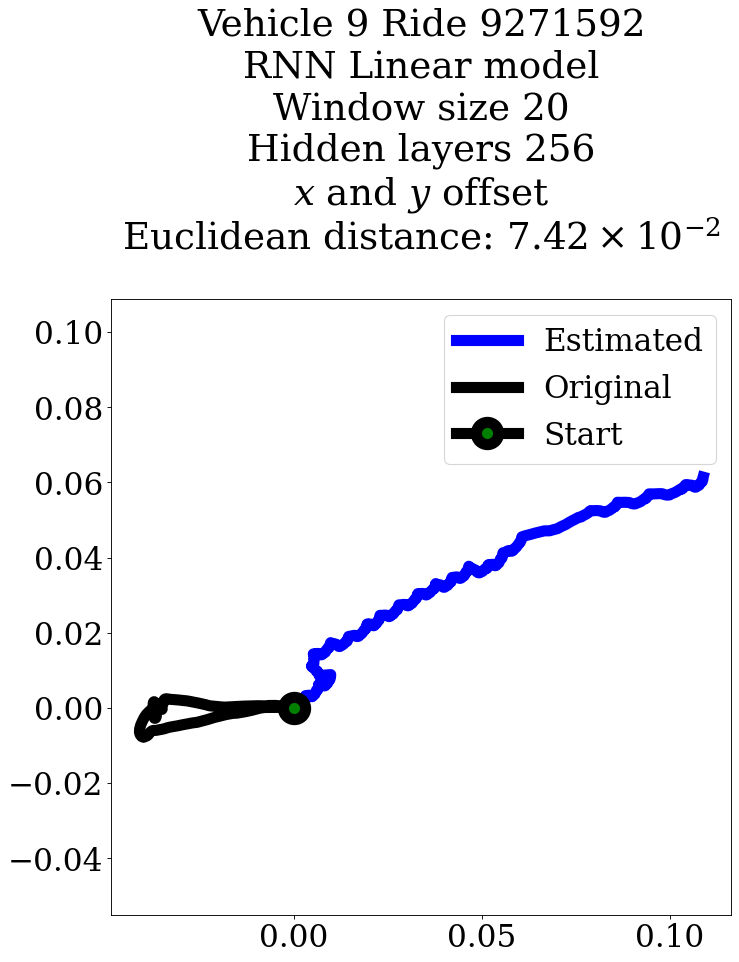 Vehicle 9 Ride 9271592
RNN Linear model
Window size 20
Hidden layers 256
x and y offset
Euclidean distance: 7.42 × 10⁻²
Estimated
Original
Start
0.10
0.08
0.06
0.04
0.02
0.00
−0.02
−0.04
0.00 0.05 0.10